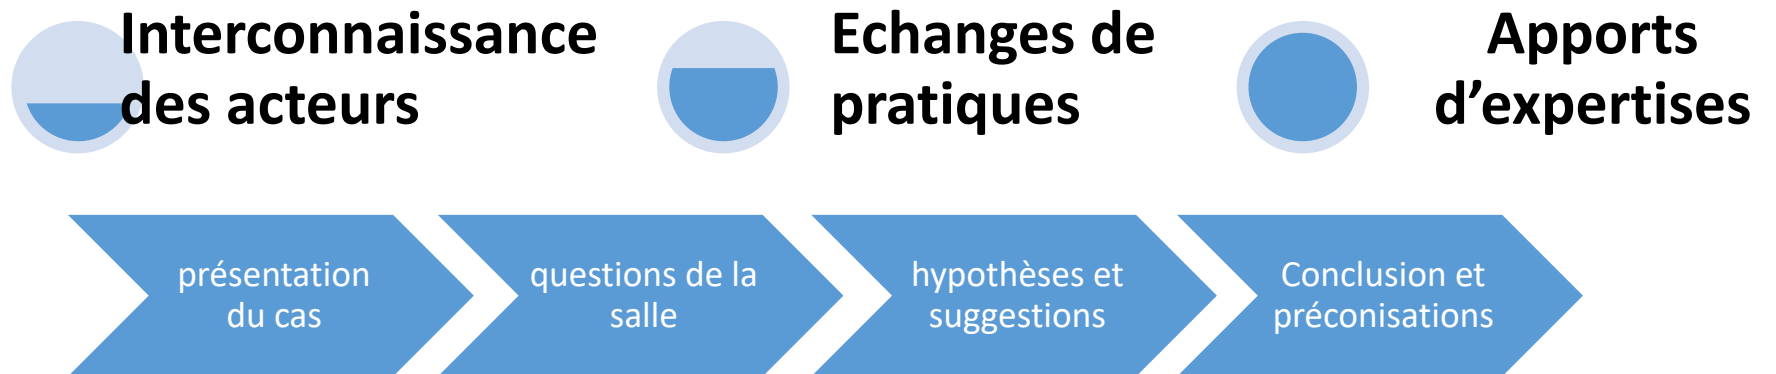 Interconnaissance
des acteurs
Echanges de
pratiques
Apports
d’expertises
présentation
du cas
questions de la
salle
hypothèses et
suggestions
Conclusion et
préconisations